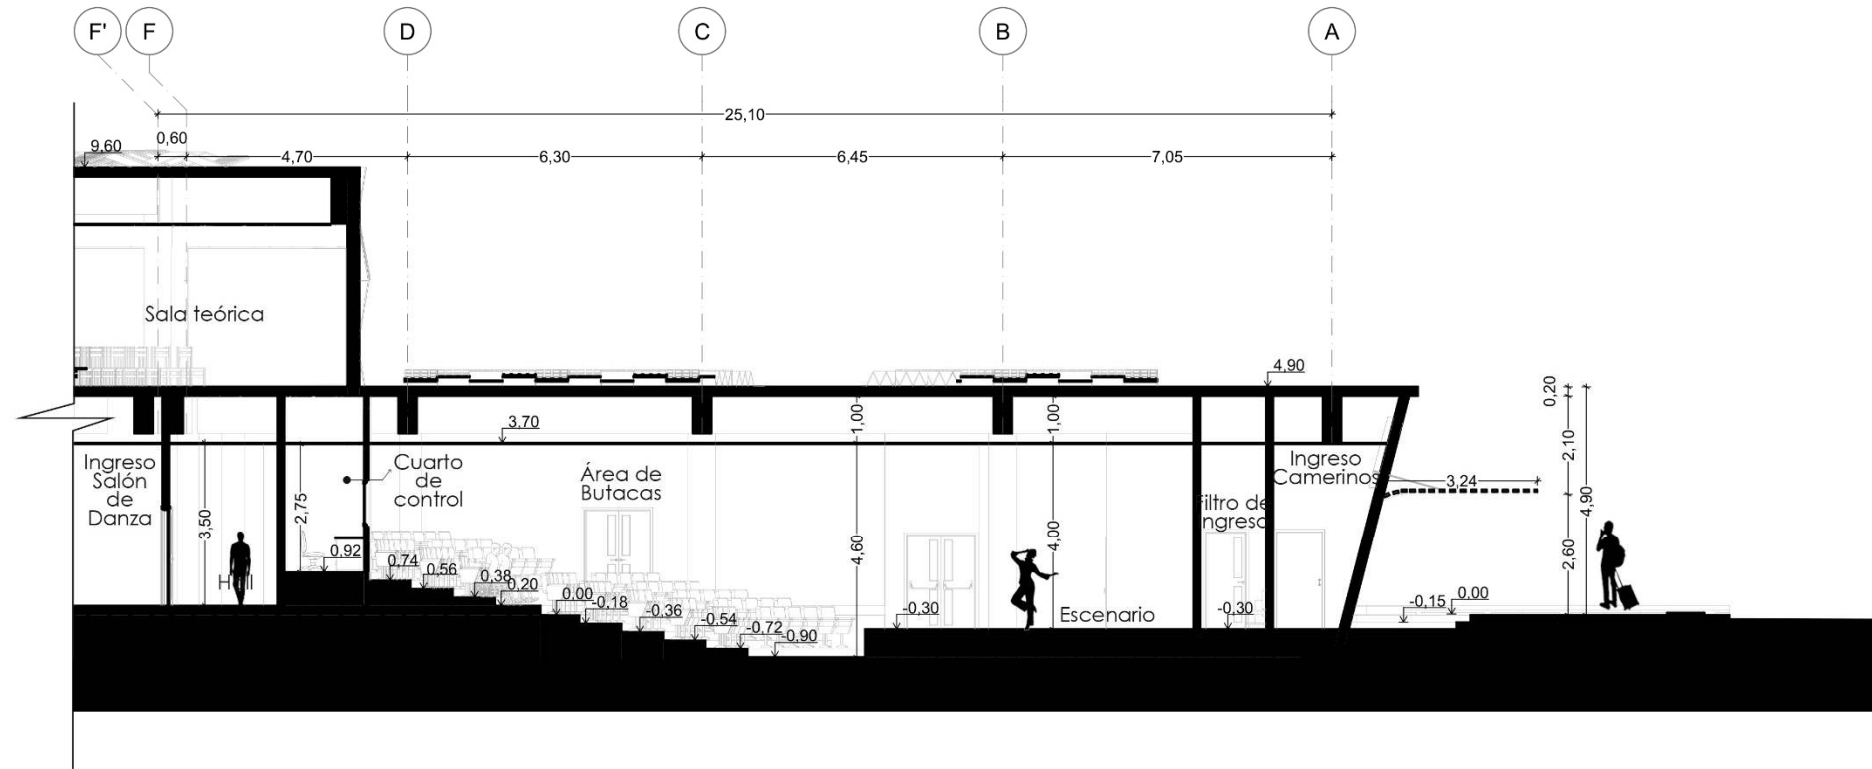 F' F D C B A
25,10
9,60 0,60 4,70 6,30 6,45 7,05
Sala teórica
4,90
0,20
3,70
1,00
1,00
2,10
Ingreso
Salón
de
Danza
Cuarto
de
control
Área de
Butacas
Ingreso
Camerinos
3,24
4,90
3,50
2,75
4,60
4,00
2,60
0,92
0,74
0,56
0,38
0,20
0,00
-0,18
-0,36
-0,54
-0,72
-0,90
-0,30
Escenario
-0,30
-0,15
0,00